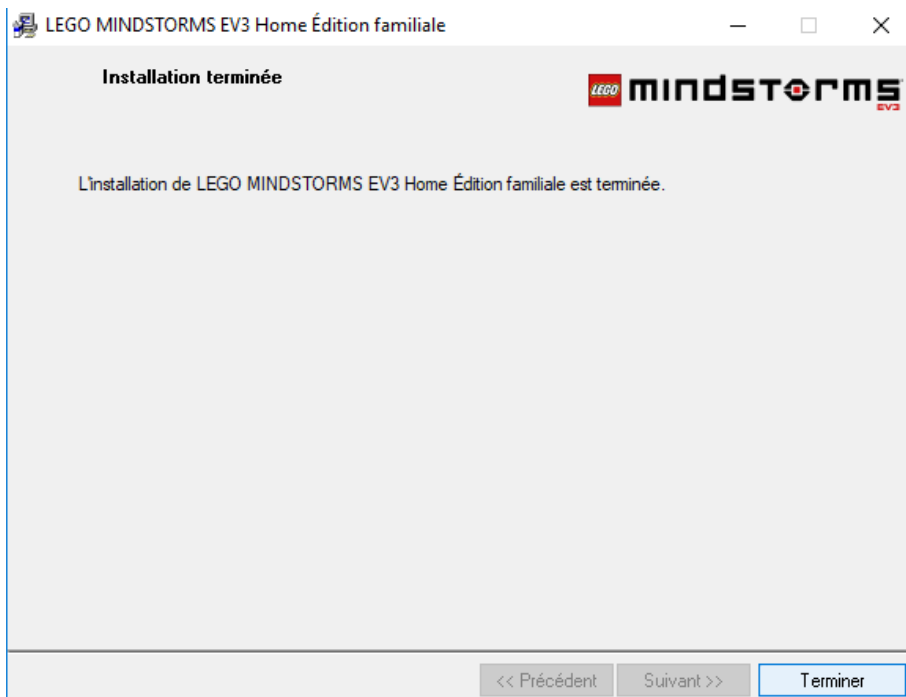 LEGO MINDSTORMS EV3 Home Édition familiale
Installation terminée
LEGO mindstorms
EV3
L'installation de LEGO MINDSTORMS EV3 Home Édition familiale est terminée.
<< Précédent Suivant >> Terminer